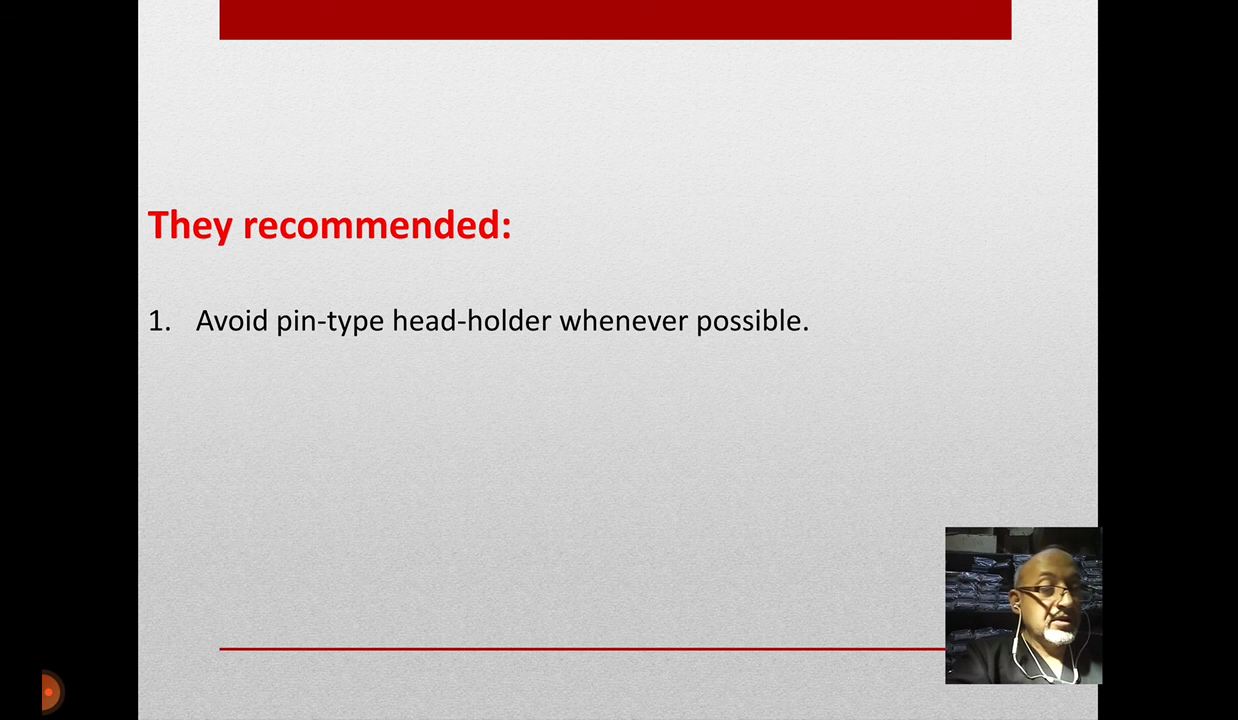 They recommended:
1. Avoid pin-type head-holder whenever possible.